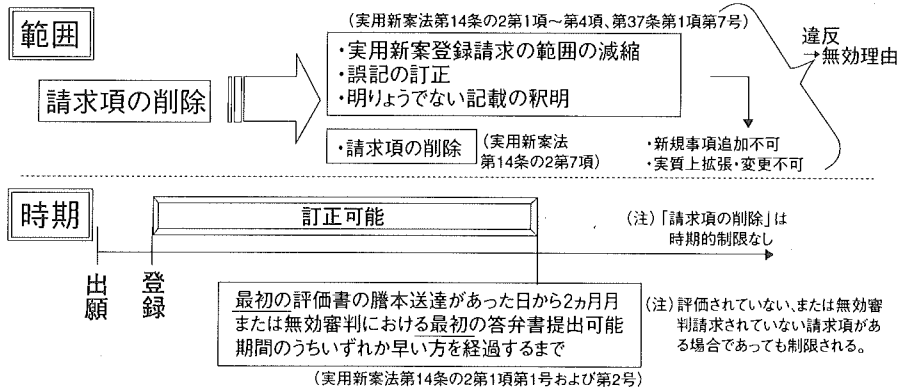 範囲
(実用新案法第14条の2第1項～第4項、第37条第1項第7号)
・実用新案登録請求の範囲の減縮
・誤記の訂正
・明りょうでない記載の釈明
違反
→無効理由
請求項の削除
・請求項の削除
(実用新案法
第14条の2第7項)
・新規事項追加不可
・実質上拡張・変更不可
時期
訂正可能
(注)「請求項の削除」は
時期的制限なし
出願
登録
最初の評価書の謄本送達があった日から2ヵ月月
または無効審判における最初の答弁書提出可能
期間のうちいずれか早い方を経過するまで
(注)評価されていない、または無効審
判請求されていない請求項があ
る場合であっても制限される。
(実用新案法第14条の2第1項第1号および第2号)